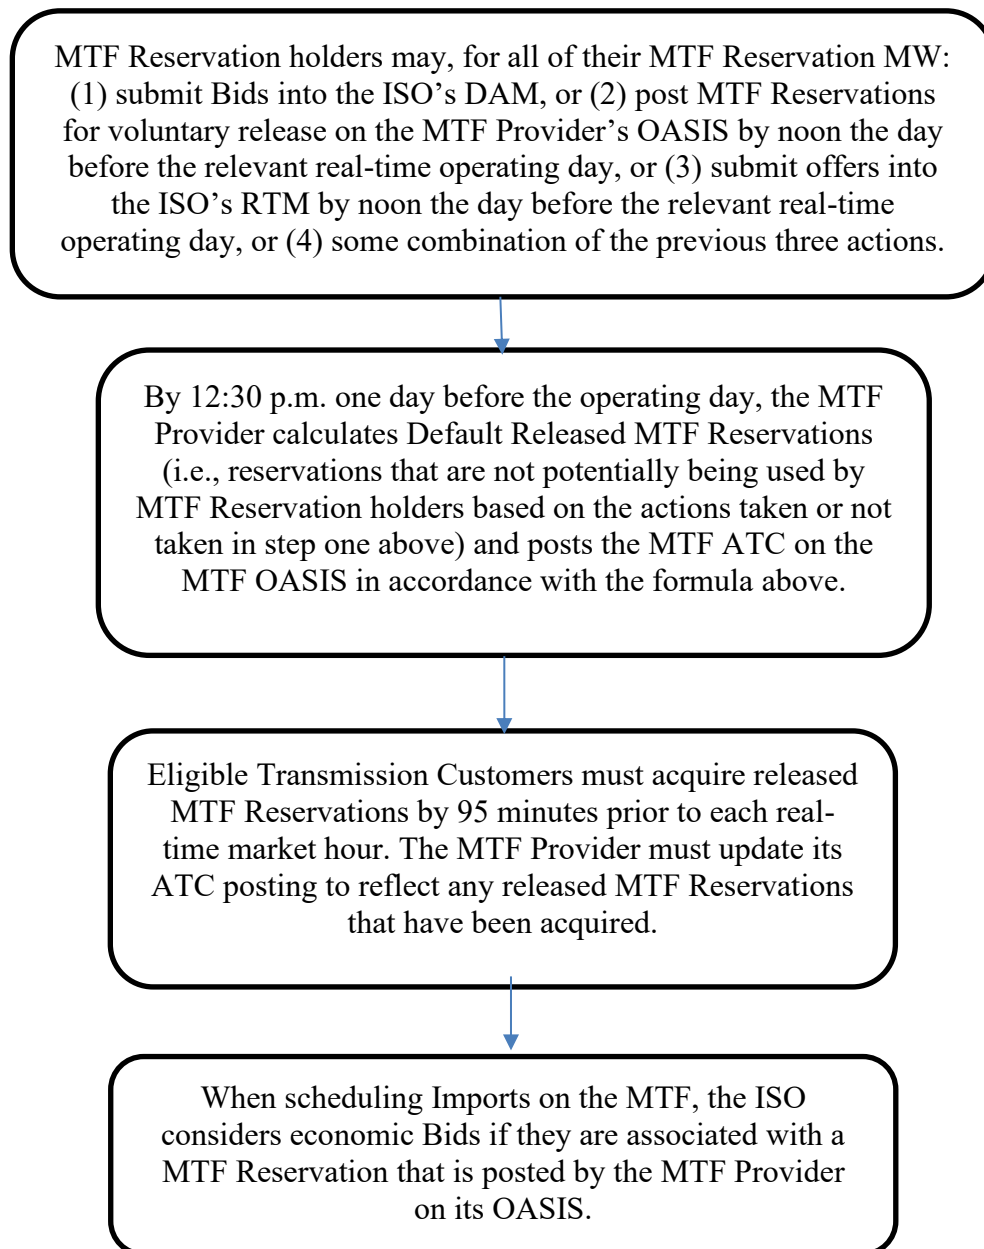 MTF Reservation holders may, for all of their MTF Reservation MW:
(1) submit Bids into the ISO’s DAM, or (2) post MTF Reservations
for voluntary release on the MTF Provider’s OASIS by noon the day
before the relevant real-time operating day, or (3) submit offers into
the ISO’s RTM by noon the day before the relevant real-time
operating day, or (4) some combination of the previous three actions.
By 12:30 p.m. one day before the operating day, the MTF
Provider calculates Default Released MTF Reservations
(i.e., reservations that are not potentially being used by
MTF Reservation holders based on the actions taken or not
taken in step one above) and posts the MTF ATC on the
MTF OASIS in accordance with the formula above.
Eligible Transmission Customers must acquire released
MTF Reservations by 95 minutes prior to each real-
time market hour. The MTF Provider must update its
ATC posting to reflect any released MTF Reservations
that have been acquired.
When scheduling Imports on the MTF, the ISO
considers economic Bids if they are associated with a
MTF Reservation that is posted by the MTF Provider
on its OASIS.